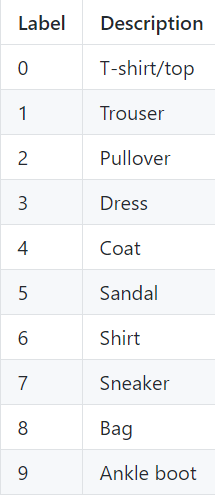 Label Description
0 T-shirt/top
1 Trouser
2 Pullover
3 Dress
4 Coat
5 Sandal
6 Shirt
7 Sneaker
8 Bag
9 Ankle boot